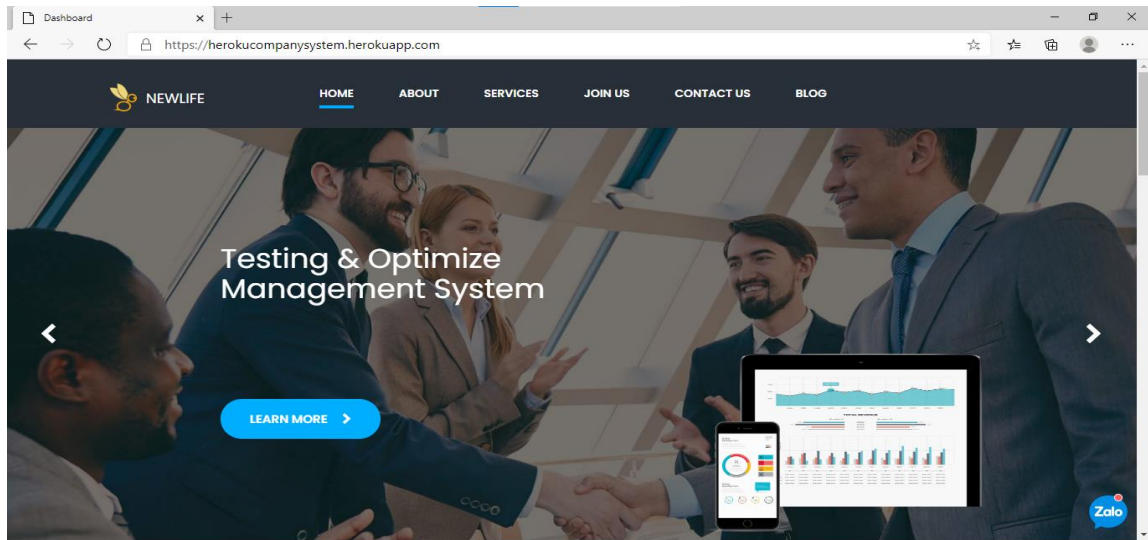 Dashboard
https://herokucompanysystem.herokuapp.com
NEWLIFE
HOME ABOUT SERVICES JOIN US CONTACT US BLOG
Testing & Optimize
Management System
LEARN MORE
Zalo